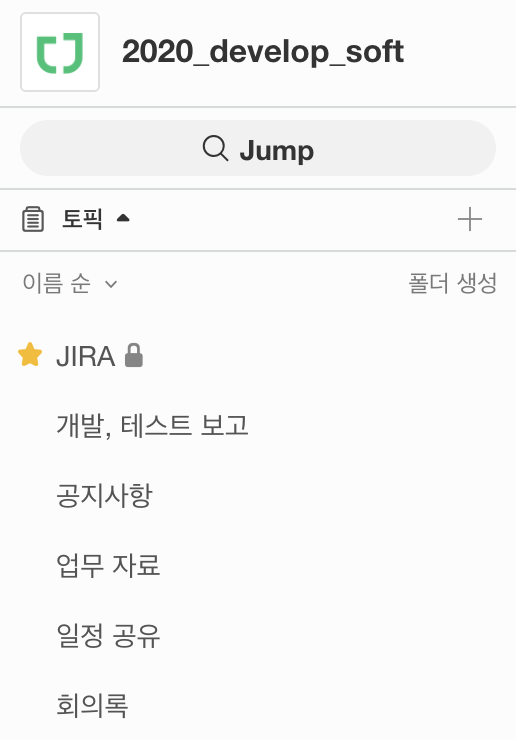 2020_develop_soft
Jump
토픽
이름 순 폴더 생성
JIRA
개발, 테스트 보고
공지사항
업무 자료
일정 공유
회의록